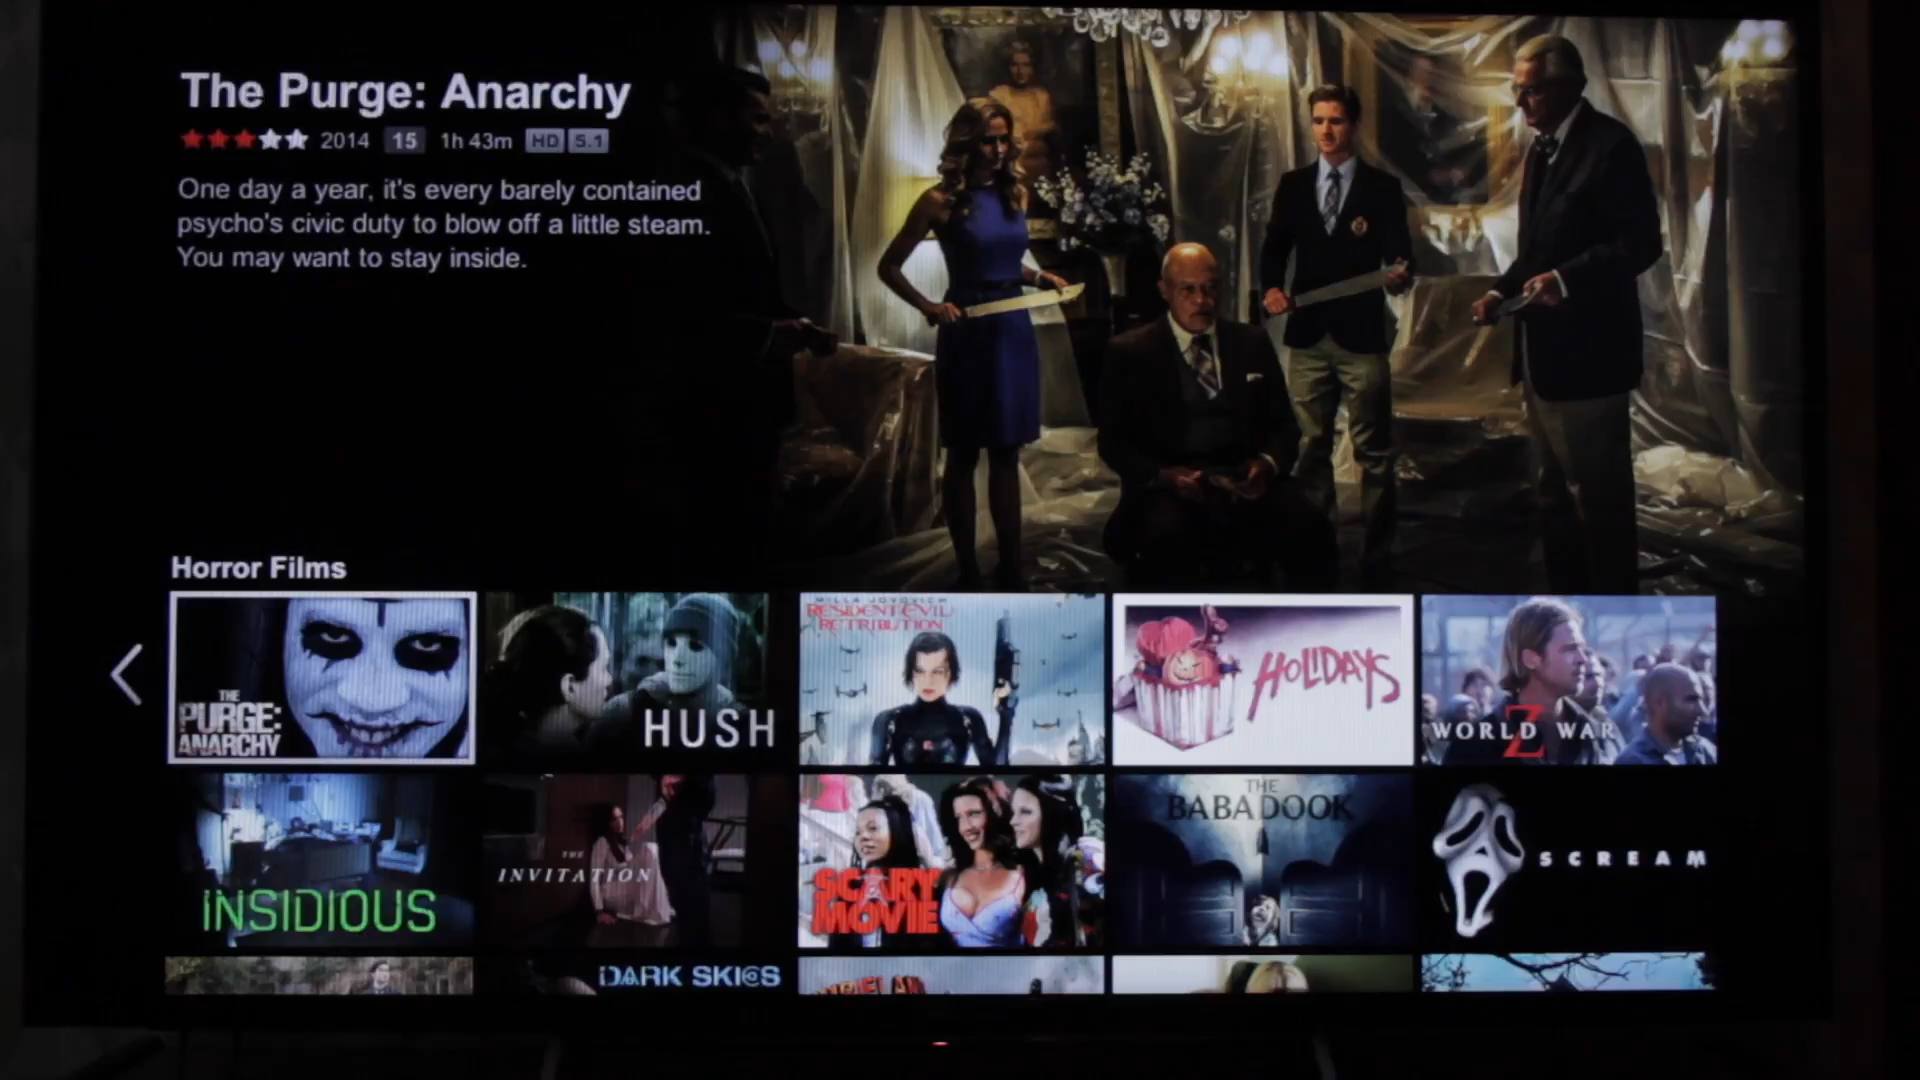 The Purge: Anarchy
2014 15 1h 43m HD 5.1
One day a year, it's every barely contained
psycho's civic duty to blow off a little steam.
You may want to stay inside.
Horror Films
THE
PURGE:
ANARCHY
HUSH
MILLA JOVOVICH
RESIDENT EVIL
RETRIBUTION
HOLIDAYS
WORLD WAR Z
INSIDIOUS
THE
INVITATION
SCARY
MOVIE
THE
BABADOOK
SCREAM
DARK SKIES